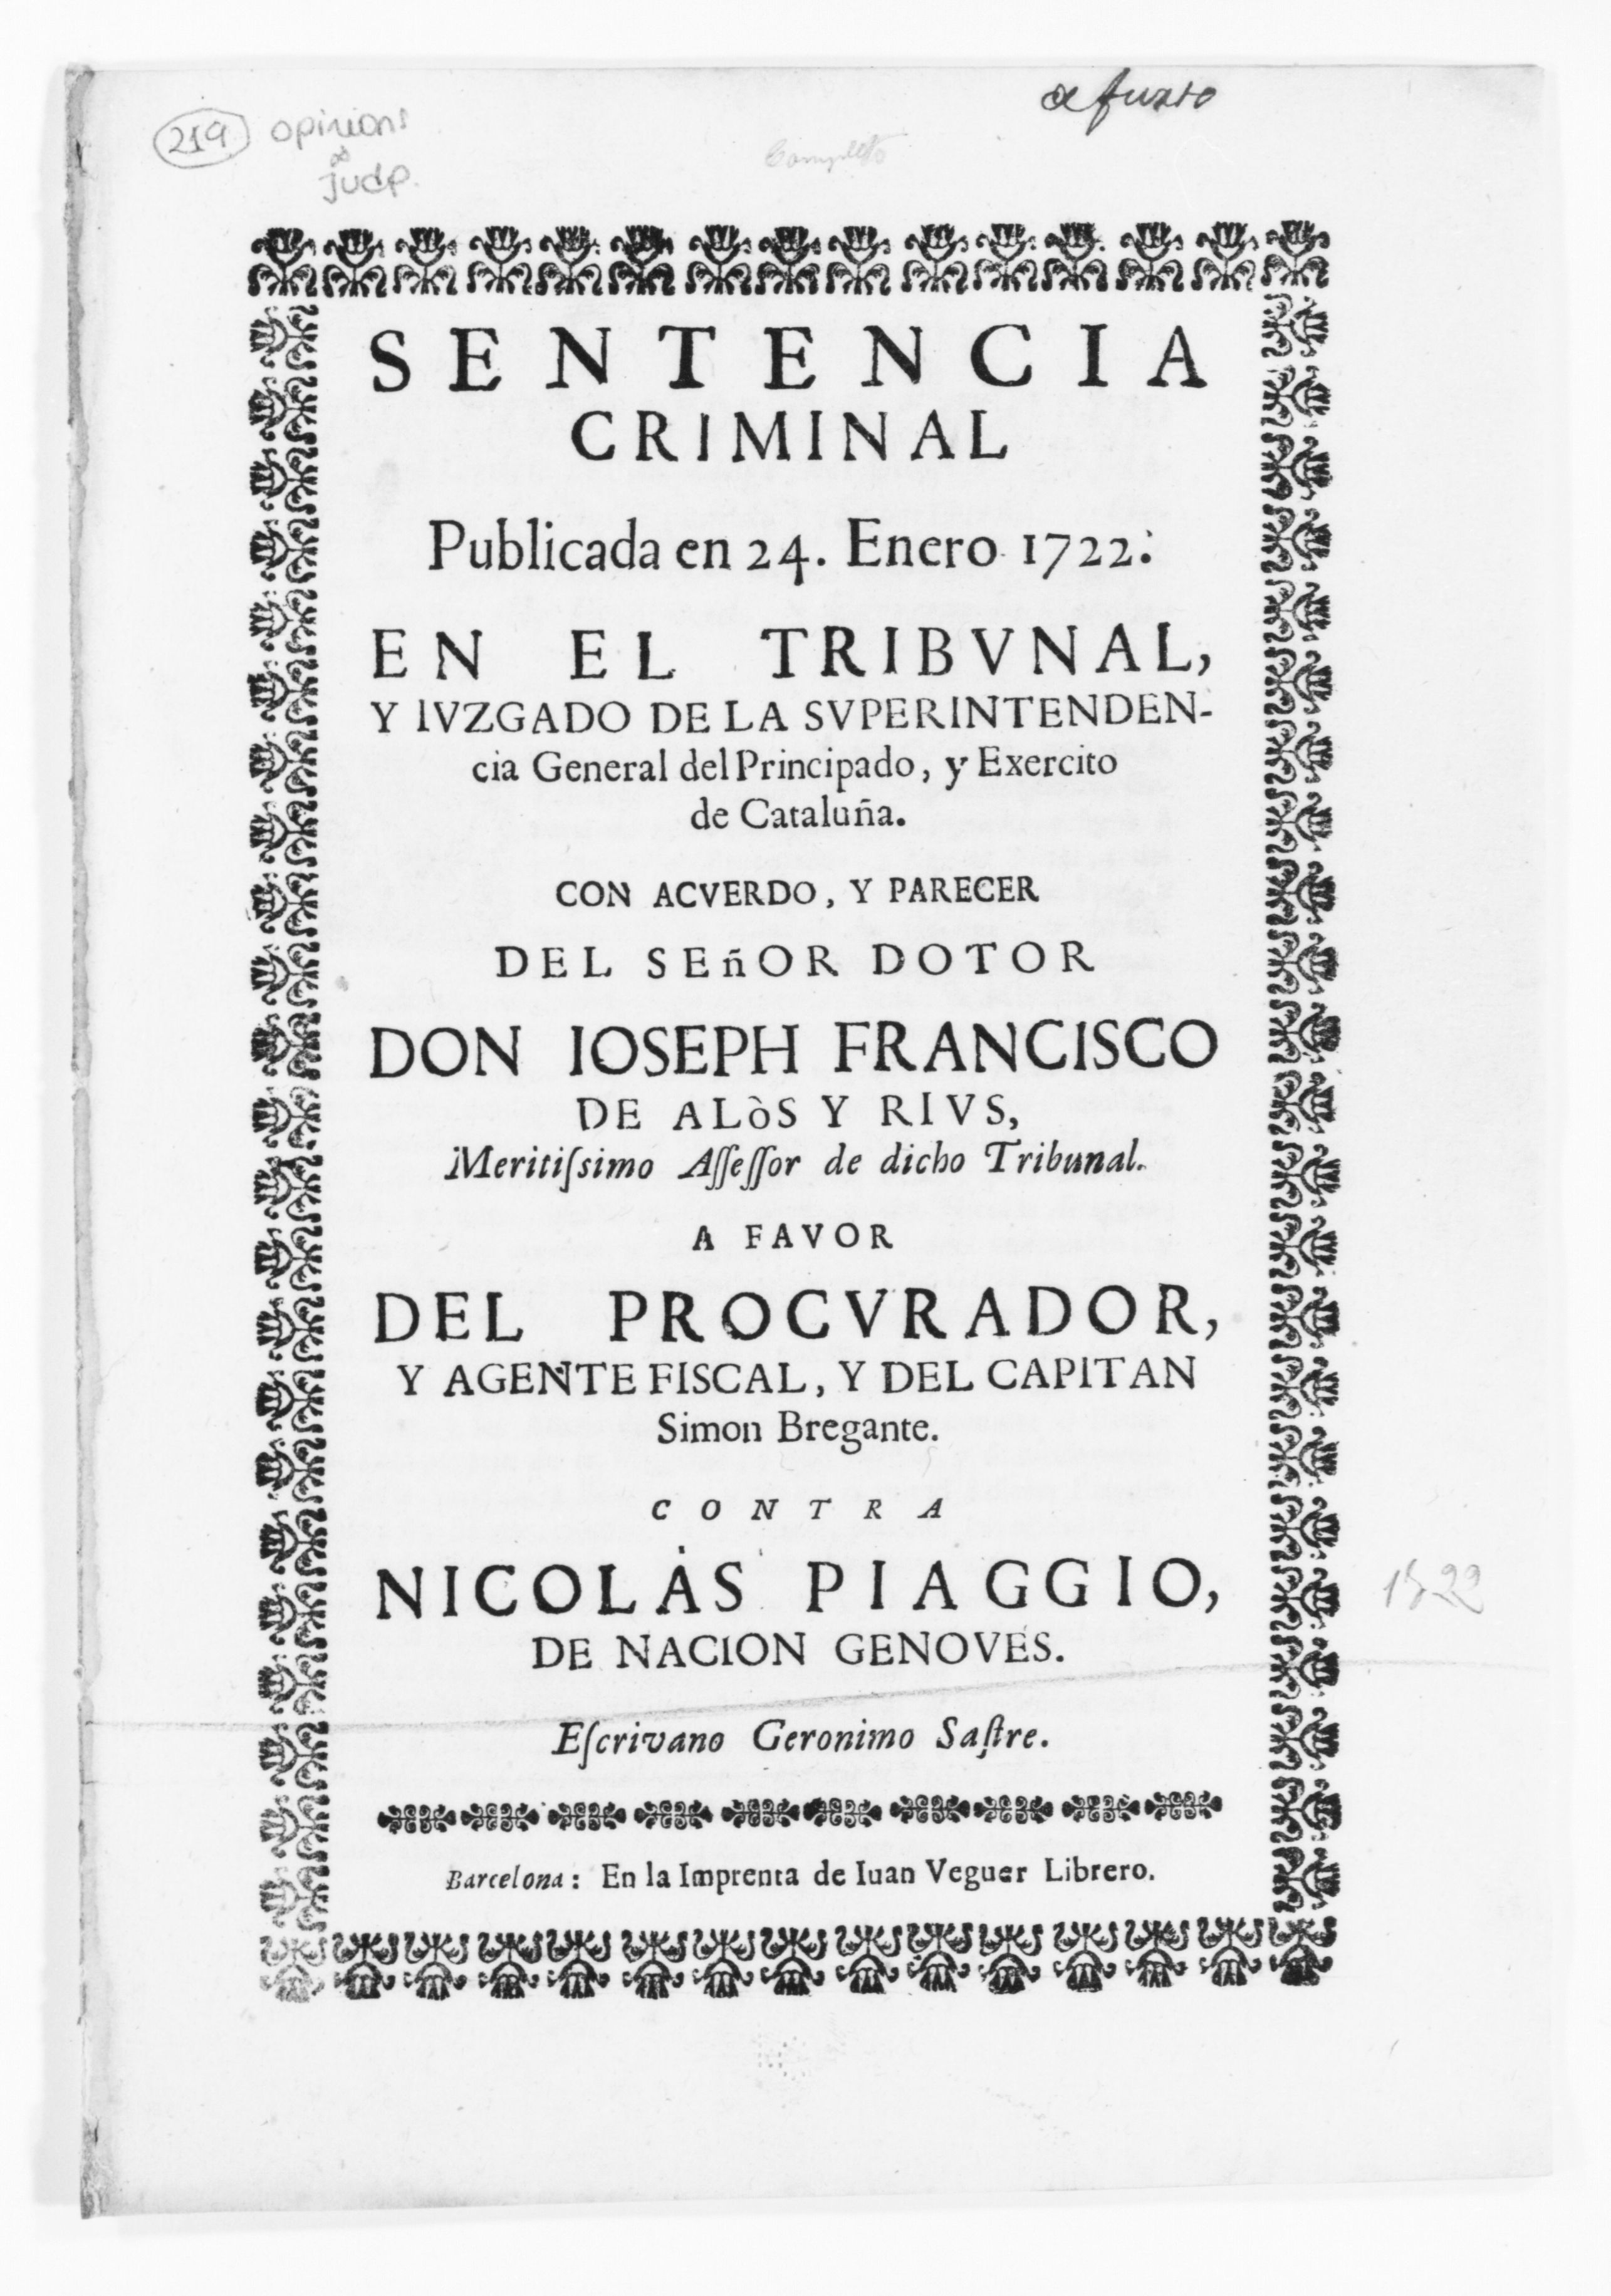 219 opinions
judp.
Completo
SENTENCIA
CRIMINAL
Publicada en 24. Enero 1722.
EN EL TRIBVNAL,
Y IVZGADO DE LA SVPERINTENDEN-
cia General del Principado, y Exercito
de Cataluña.
CON ACVERDO, Y PARECER
DEL SEñOR DOTOR
DON IOSEPH FRANCISCO
DE ALòS Y RIVS,
Meritiſsimo Aſſeſſor de dicho Tribunal.
A FAVOR
DEL PROCVRADOR,
Y AGENTE FISCAL, Y DEL CAPITAN
Simon Bregante.
CONTRA
NICOLÀS PIAGGIO,
DE NACION GENOVÉS.
Eſcrivano Geronimo Saſtre.
Barcelona: En la Imprenta de Iuan Veguer Librero.